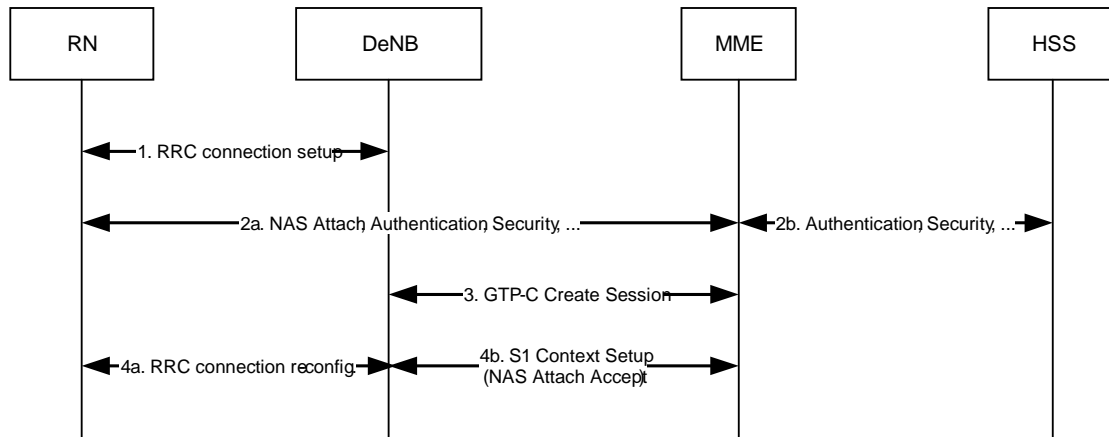 RN
DeNB
MME
HSS
1. RRC connection setup
2a. NAS Attach, Authentication, Security, ...
2b. Authentication, Security, ...
3. GTP-C Create Session
4a. RRC connection reconfig.
4b. S1 Context Setup
(NAS Attach Accept)